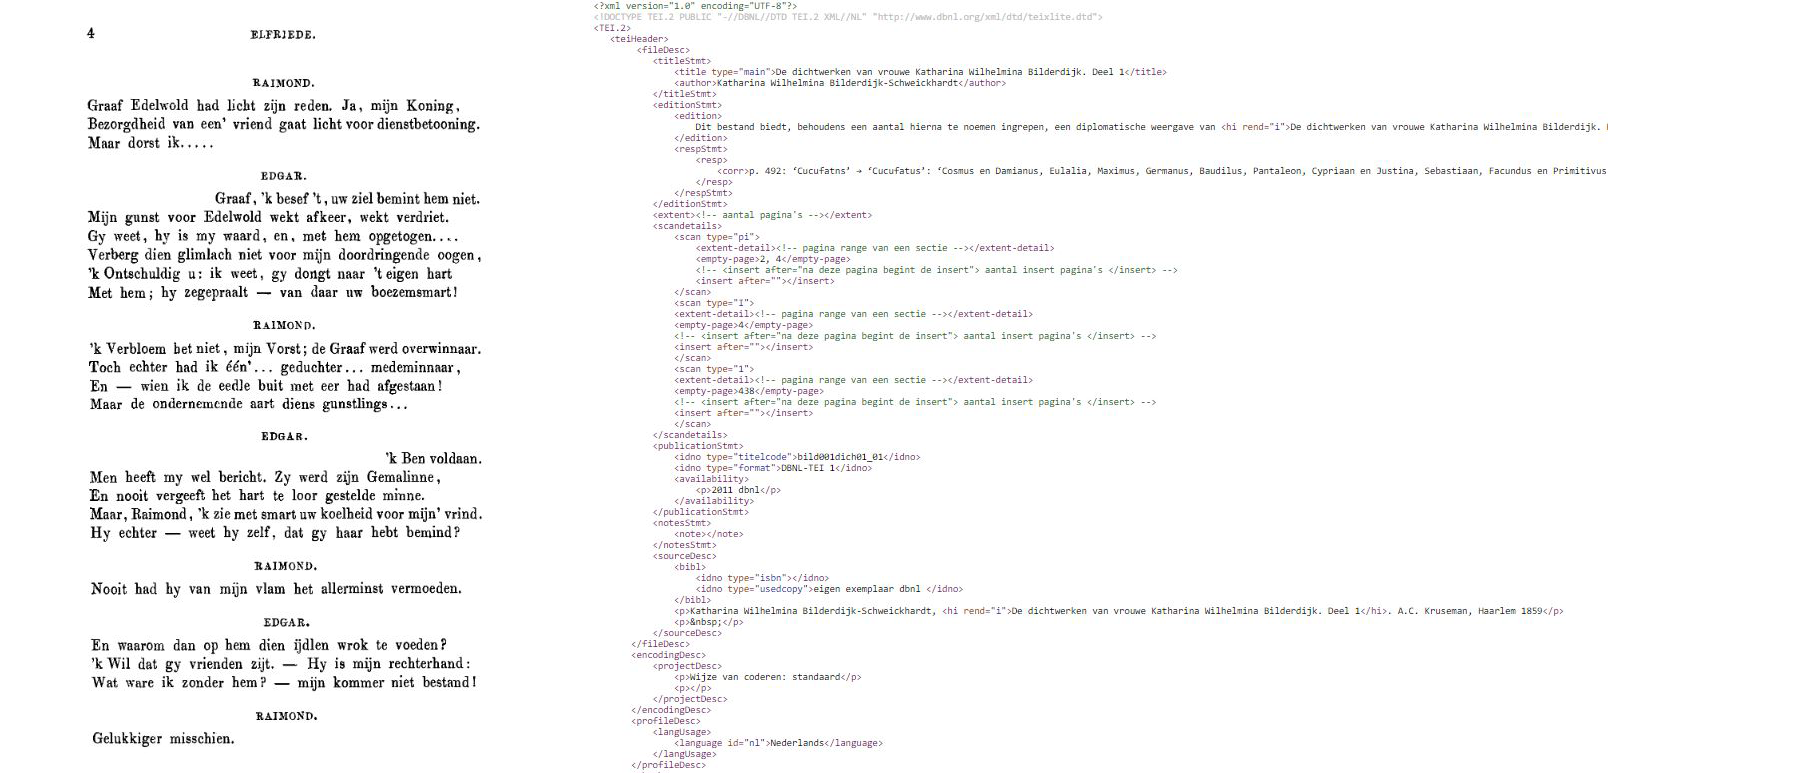 4 ELFRIEDE.
RAIMOND.
Graaf Edelwold had licht zijn reden. Ja, mijn Koning,
Bezorgdheid van een' vriend gaat licht voor dienstbetooning.
Maar dorst ik.....
EDGAR.
Graaf, 'k besef 't, uw ziel bemint hem niet.
Mijn gunst voor Edelwold wekt afkeer, wekt verdriet.
Gy weet, hy is my waard, en, met hem opgetogen....
Verberg dien glimlach niet voor mijn doordringende oogen,
'k Ontschuldig u: ik weet, gy dongt naar 't eigen hart
Met hem; hy zegepraalt — van daar uw boezemsmart!
RAIMOND.
'k Verbloem het niet, mijn Vorst; de Graaf werd overwinnaar.
Toch echter had ik één'... geduchter... medeminnaar,
En — wien ik de eedle buit met eer had afgestaan!
Maar de ondernemende aart diens gunstlings...
EDGAR.
'k Ben voldaan.
Men heeft my wel bericht. Zy werd zijn Gemalinne,
En nooit vergeeft het hart te loor gestelde minne.
Maar, Raimond, 'k zie met smart uw koelheid voor mijn' vrind.
Hy echter — weet hy zelf, dat gy haar hebt bemind?
RAIMOND.
Nooit had hy van mijn vlam het allerminst vermoeden.
EDGAR.
En waarom dan op hem dien ijdlen wrok te voeden?
'k Wil dat gy vrienden zijt. — Hy is mijn rechterhand:
Wat ware ik zonder hem? — mijn kommer niet bestand!
RAIMOND.
Gelukkiger misschien.
<?xml version="1.0" encoding="UTF-8"?>
<!DOCTYPE TEI.2 PUBLIC "-//DBNL//DTD TEI.2 XML//NL" "http://www.dbnl.org/xml/dtd/teixlite.dtd">
<TEI.2>
<teiHeader>
<fileDesc>
<titleStmt>
<title type="main">De dichtwerken van vrouwe Katharina Wilhelmina Bilderdijk. Deel 1</title>
<author>Katharina Wilhelmina Bilderdijk-Schweickhardt</author>
</titleStmt>
<editionStmt>
<edition>
Dit bestand biedt, behoudens een aantal hierna te noemen ingrepen, een diplomatische weergave van <hi rend="i">De dichtwerken van vrouwe Katharina Wilhelmina Bilderdijk.
</edition>
<respStmt>
<resp>
<corr>p. 492: ‘Cucufatns’ → ‘Cucufatus’: ‘Cosmus en Damianus, Eulalia, Maximus, Germanus, Baudilus, Pantaleon, Cypriaan en Justina, Sebastiaan, Facundus en Primitivus
</resp>
</respStmt>
</editionStmt>
<extent><!-- aantal pagina's --></extent>
<scandetails>
<scan type="pi">
<extent-detail><!-- pagina range van een sectie --></extent-detail>
<empty-page>2, 4</empty-page>
<!-- <insert after="na deze pagina begint de insert"> aantal insert pagina's </insert> -->
<insert after=""></insert>
</scan>
<scan type="I">
<extent-detail><!-- pagina range van een sectie --></extent-detail>
<empty-page>4</empty-page>
<!-- <insert after="na deze pagina begint de insert"> aantal insert pagina's </insert> -->
<insert after=""></insert>
</scan>
<scan type="1">
<extent-detail><!-- pagina range van een sectie --></extent-detail>
<empty-page>438</empty-page>
<!-- <insert after="na deze pagina begint de insert"> aantal insert pagina's </insert> -->
<insert after=""></insert>
</scan>
</scandetails>
<publicationStmt>
<idno type="titelcode">bild001dich01_01</idno>
<idno type="format">DBNL-TEI 1</idno>
<availability>
<p>2011 dbnl</p>
</availability>
</publicationStmt>
<notesStmt>
<note></note>
</notesStmt>
<sourceDesc>
<bibl>
<idno type="isbn"></idno>
<idno type="usedcopy">eigen exemplaar dbnl </idno>
</bibl>
<p>Katharina Wilhelmina Bilderdijk-Schweickhardt, <hi rend="i">De dichtwerken van vrouwe Katharina Wilhelmina Bilderdijk. Deel 1</hi>. A.C. Kruseman, Haarlem 1859</p>
<p>&nbsp;</p>
</sourceDesc>
</fileDesc>
<encodingDesc>
<projectDesc>
<p>Wijze van coderen: standaard</p>
<p></p>
</projectDesc>
</encodingDesc>
<profileDesc>
<langUsage>
<language id="nl">Nederlands</language>
</langUsage>
</profileDesc>